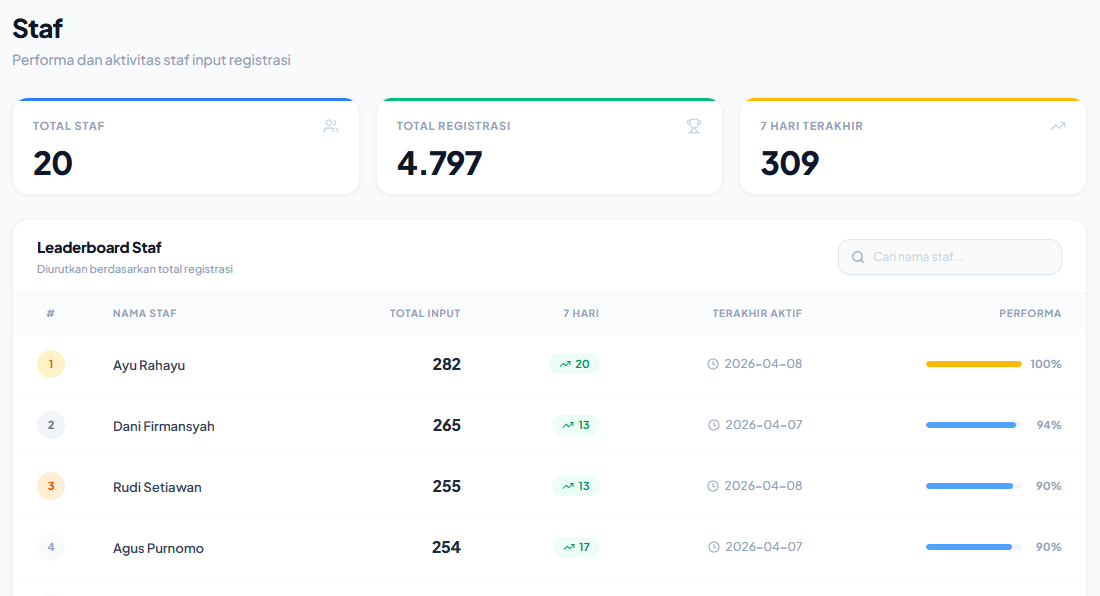 Staf
Performa dan aktivitas staf input registrasi
TOTAL STAF
20
TOTAL REGISTRASI
4.797
7 HARI TERAKHIR
309
Leaderboard Staf
Diurutkan berdasarkan total registrasi
Cari nama staf...
# NAMA STAF TOTAL INPUT 7 HARI TERAKHIR AKTIF PERFORMA
1 Ayu Rahayu 282 20 2026-04-08 100%
2 Dani Firmansyah 265 13 2026-04-07 94%
3 Rudi Setiawan 255 13 2026-04-08 90%
4 Agus Purnomo 254 17 2026-04-07 90%